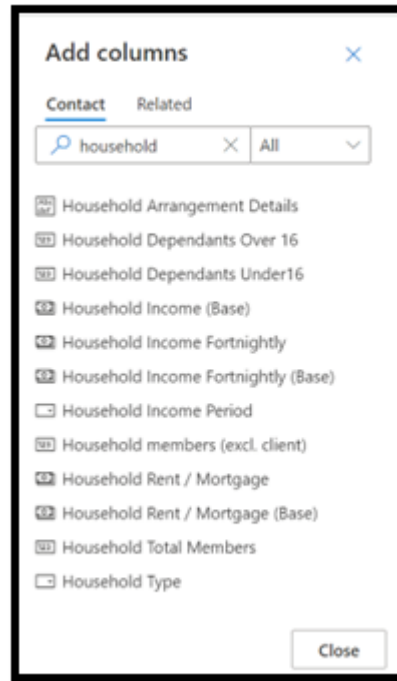 Add columns
Contact Related
household All
Household Arrangement Details
Household Dependants Over 16
Household Dependants Under16
Household Income (Base)
Household Income Fortnightly
Household Income Fortnightly (Base)
Household Income Period
Household members (excl. client)
Household Rent / Mortgage
Household Rent / Mortgage (Base)
Household Total Members
Household Type
Close